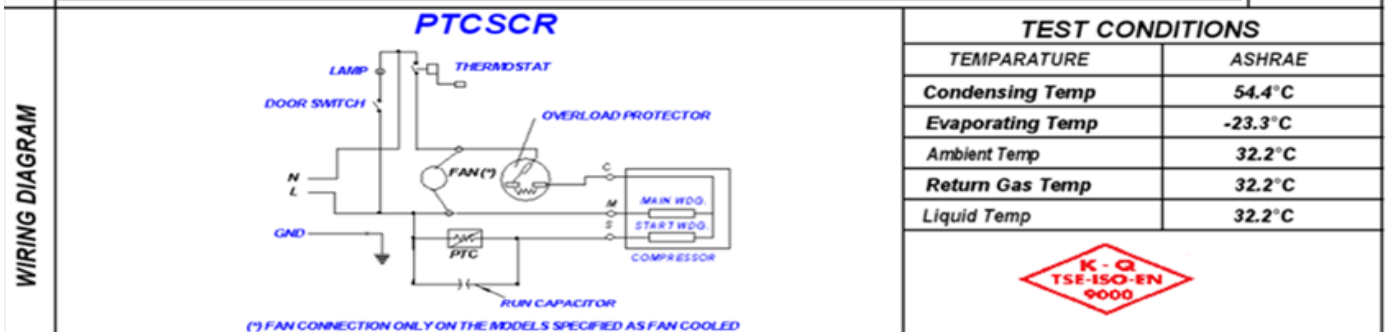 WIRING DIAGRAM
PTCSCR
LAMP
THERMOSTAT
DOOR SWITCH
OVERLOAD PROTECTOR
FAN (*)
N
L
C
M
S
MAIN WDG.
START WDG.
GND
PTC
COMPRESSOR
RUN CAPACITOR
(*) FAN CONNECTION ONLY ON THE MODELS SPECIFIED AS FAN COOLED
TEST CONDITIONS
TEMPARATURE ASHRAE
Condensing Temp 54.4°C
Evaporating Temp -23.3°C
Ambient Temp 32.2°C
Return Gas Temp 32.2°C
Liquid Temp 32.2°C
K - Q
TSE-ISO-EN
9000